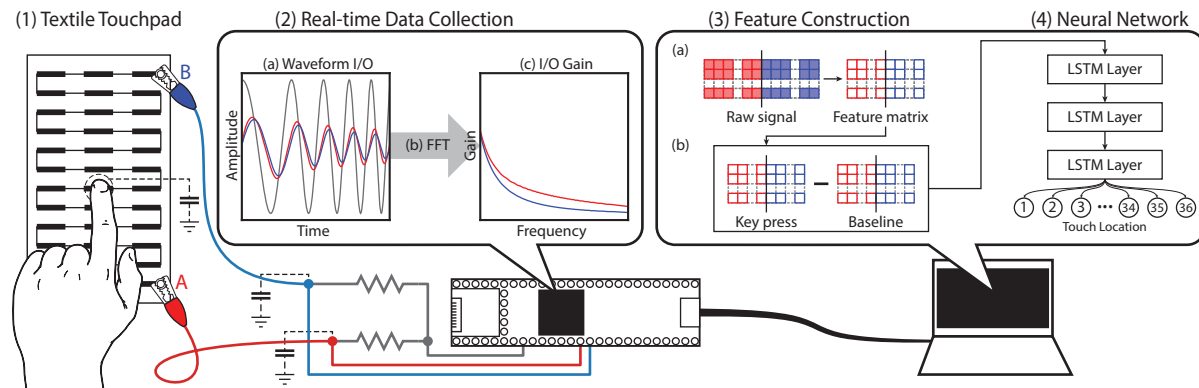 (1) Textile Touchpad
(2) Real-time Data Collection
(3) Feature Construction
(4) Neural Network
B
A
(a) Waveform I/O
Amplitude
Time
(b) FFT
(c) I/O Gain
Gain
Frequency
(a)
Raw signal
Feature matrix
(b)
Key press
Baseline
LSTM Layer
LSTM Layer
LSTM Layer
1 2 3 ••• 34 35 36
Touch Location